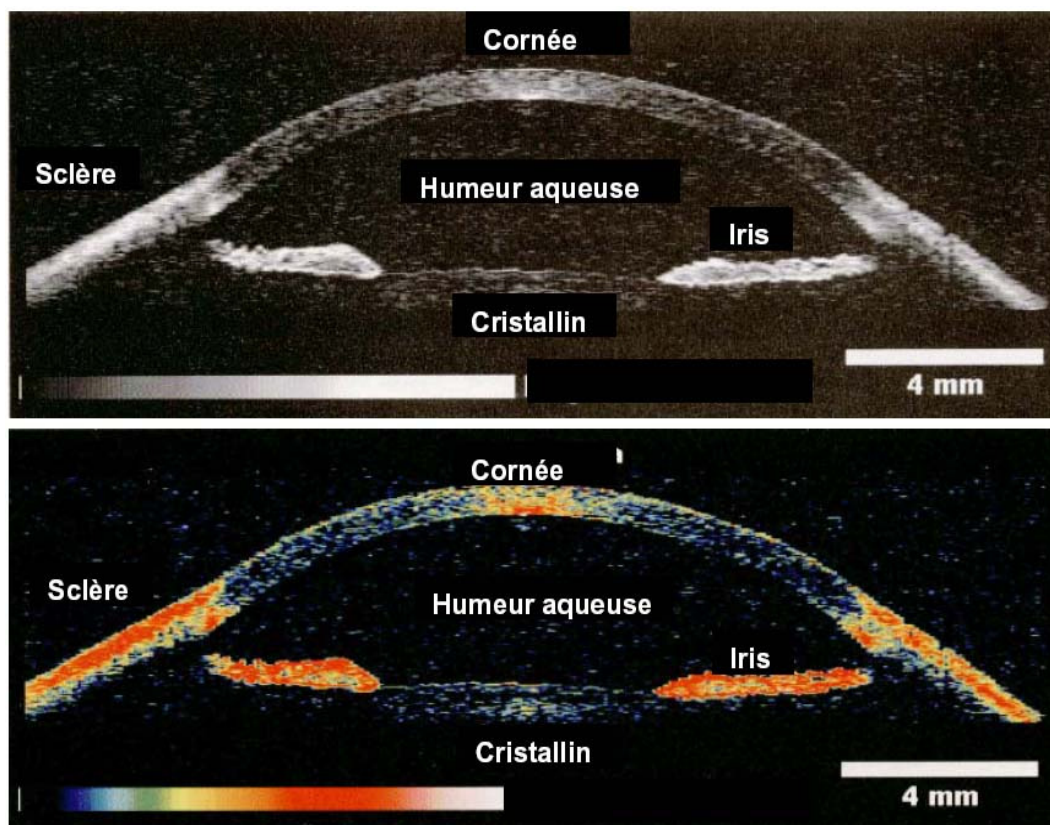 Cornée
Sclère
Humeur aqueuse
Iris
Cristallin
4 mm
Cornée
Sclère
Humeur aqueuse
Iris
Cristallin
4 mm